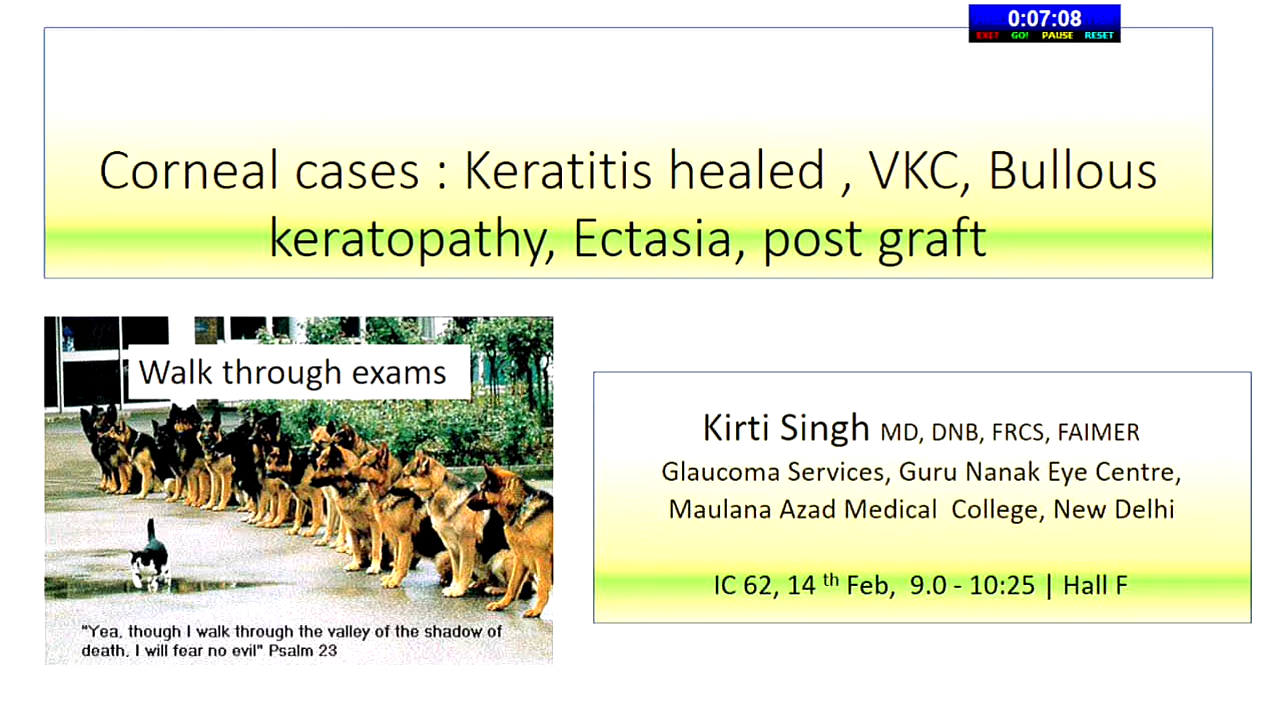 0:07:08
EXIT GO! PAUSE RESET
Corneal cases : Keratitis healed , VKC, Bullous
keratopathy, Ectasia, post graft
Walk through exams
"Yea, though I walk through the valley of the shadow of
death, I will fear no evil" Psalm 23
Kirti Singh MD, DNB, FRCS, FAIMER
Glaucoma Services, Guru Nanak Eye Centre,
Maulana Azad Medical College, New Delhi
IC 62, 14 th Feb, 9.0 - 10:25 | Hall F